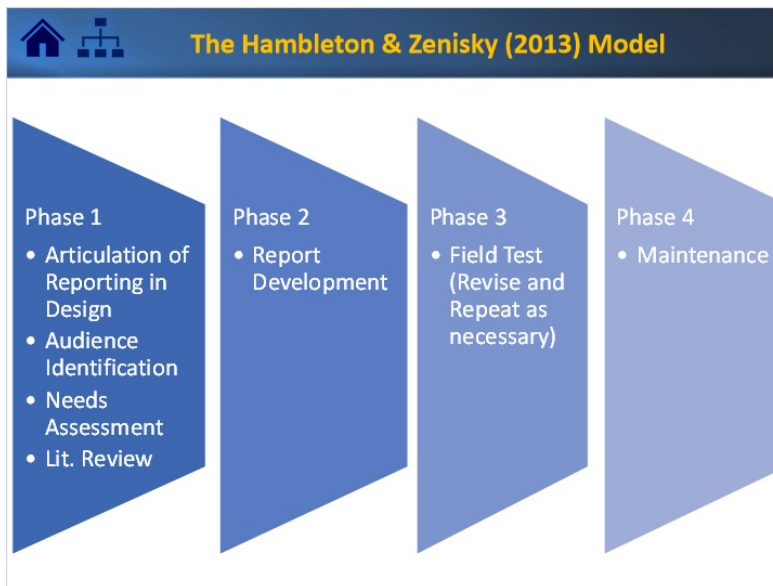 The Hambleton & Zenisky (2013) Model
Phase 1
• Articulation of
Reporting in
Design
• Audience
Identification
• Needs
Assessment
• Lit. Review
Phase 2
• Report
Development
Phase 3
• Field Test
(Revise and
Repeat as
necessary)
Phase 4
• Maintenance